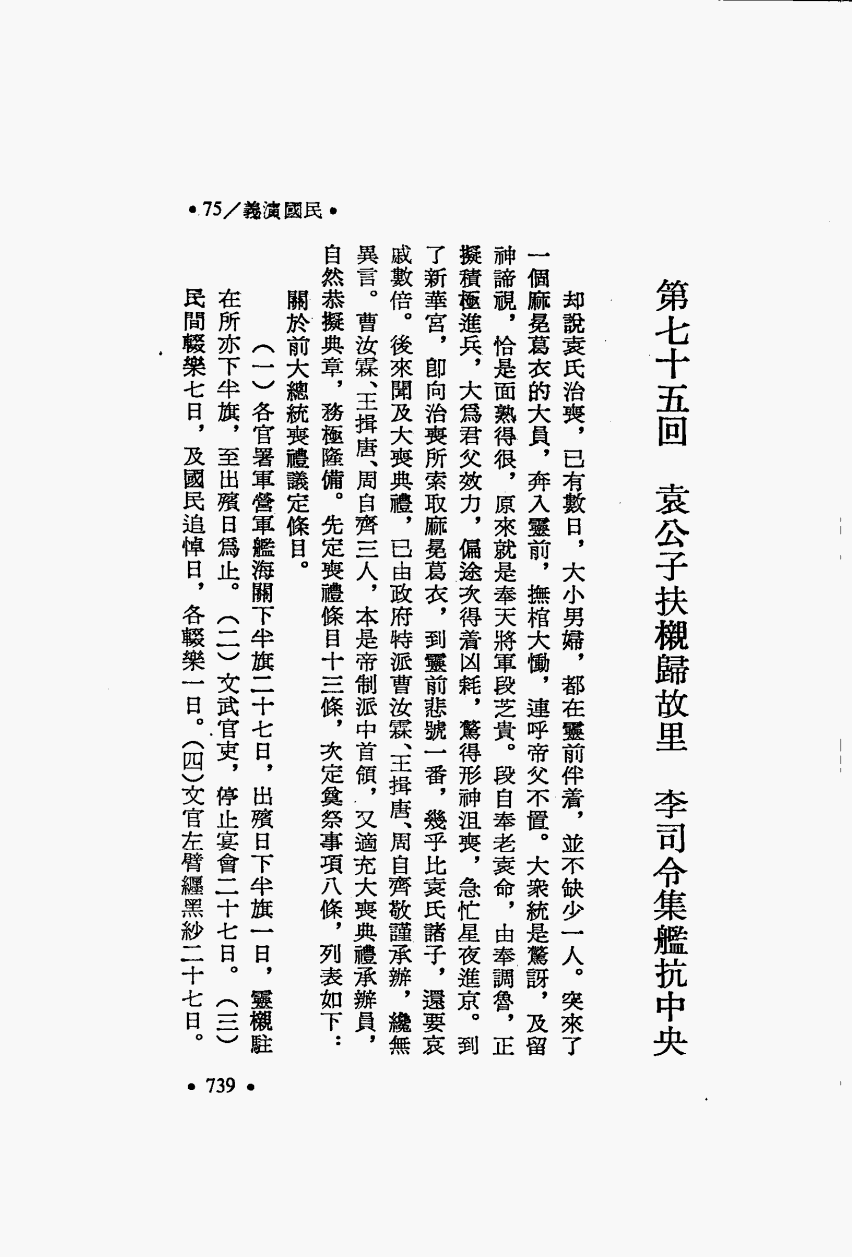 •75/義演國民•
第七十五回　袁公子扶櫬歸故里　李司令集艦抗中央
却說袁氏治喪，已有數日，大小男婦，都在靈前伴着，並不缺少一人。突來了
一個麻冕葛衣的大員，奔入靈前，撫棺大慟，連呼帝父不置。大衆統是驚訝，及留
神諦視，恰是面熟得很，原來就是奉天將軍段芝貴。段自奉老袁命，由奉調魯，正
擬積極進兵，大爲君父效力，偏途次得着凶耗，驚得形神沮喪，急忙星夜進京。到
了新華宮，卽向治喪所索取麻冕葛衣，到靈前悲號一番，幾乎比袁氏諸子，還要哀
戚數倍。後來聞及大喪典禮，已由政府特派曹汝霖、王揖唐、周自齊敬謹承辦，纔無
異言。曹汝霖、王揖唐、周自齊三人，本是帝制派中首領，又適充大喪典禮承辦員，
自然恭擬典章，務極隆備。先定喪禮條目十三條，次定奠祭事項八條，列表如下：
關於前大總統喪禮議定條目。
（一）各官署軍營軍艦海關下半旗二十七日，出殯日下半旗一日，靈櫬駐
在所亦下半旗，至出殯日爲止。（二）文武官吏，停止宴會二十七日。（三）
民間輟樂七日，及國民追悼日，各輟樂一日。（四）文官左臂纒黑紗二十七日。
•739•